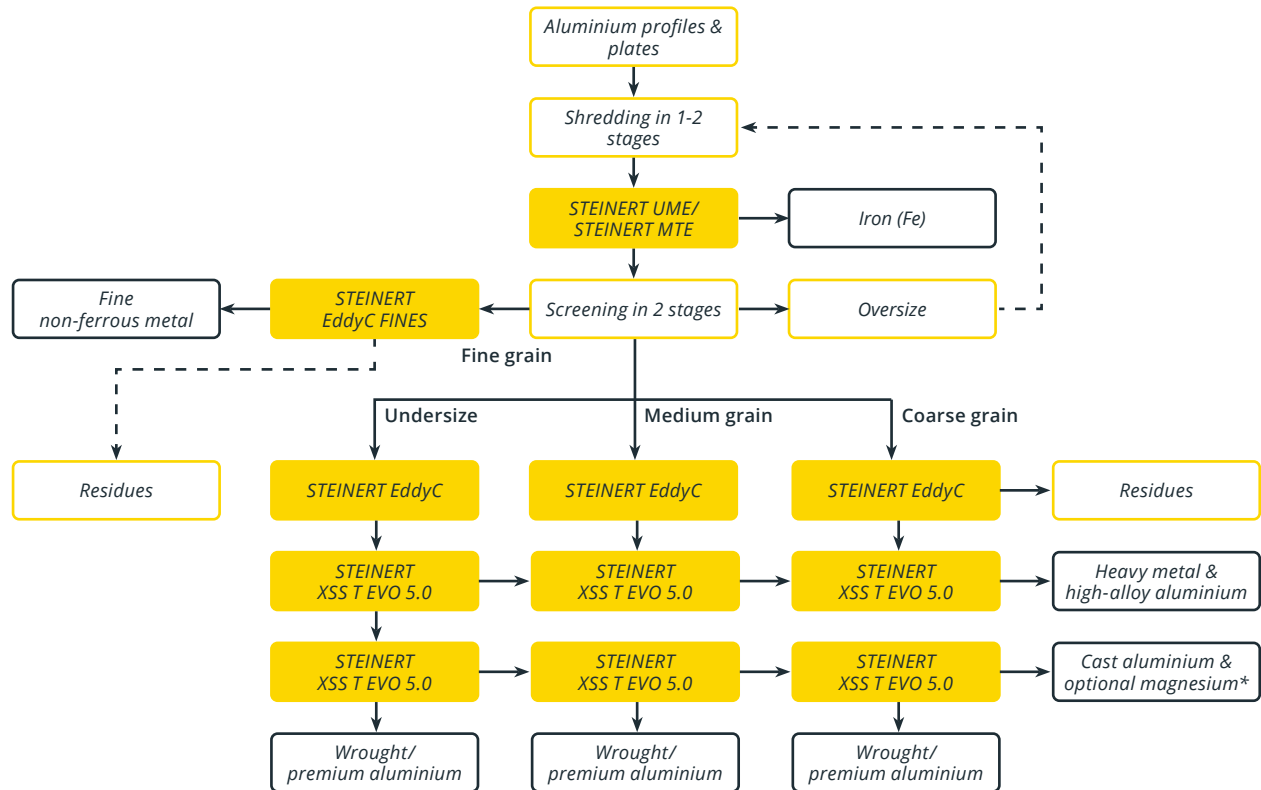 Aluminium profiles &
plates
Shredding in 1-2
stages
STEINERT UME/
STEINERT MTE
Iron (Fe)
Fine
non-ferrous metal
STEINERT
EddyC FINES
Screening in 2 stages
Oversize
Fine grain
Undersize
Medium grain
Coarse grain
Residues
STEINERT EddyC
STEINERT EddyC
STEINERT EddyC
Residues
STEINERT
XSS T EVO 5.0
STEINERT
XSS T EVO 5.0
STEINERT
XSS T EVO 5.0
Heavy metal &
high-alloy aluminium
STEINERT
XSS T EVO 5.0
STEINERT
XSS T EVO 5.0
STEINERT
XSS T EVO 5.0
Cast aluminium &
optional magnesium*
Wrought/
premium aluminium
Wrought/
premium aluminium
Wrought/
premium aluminium